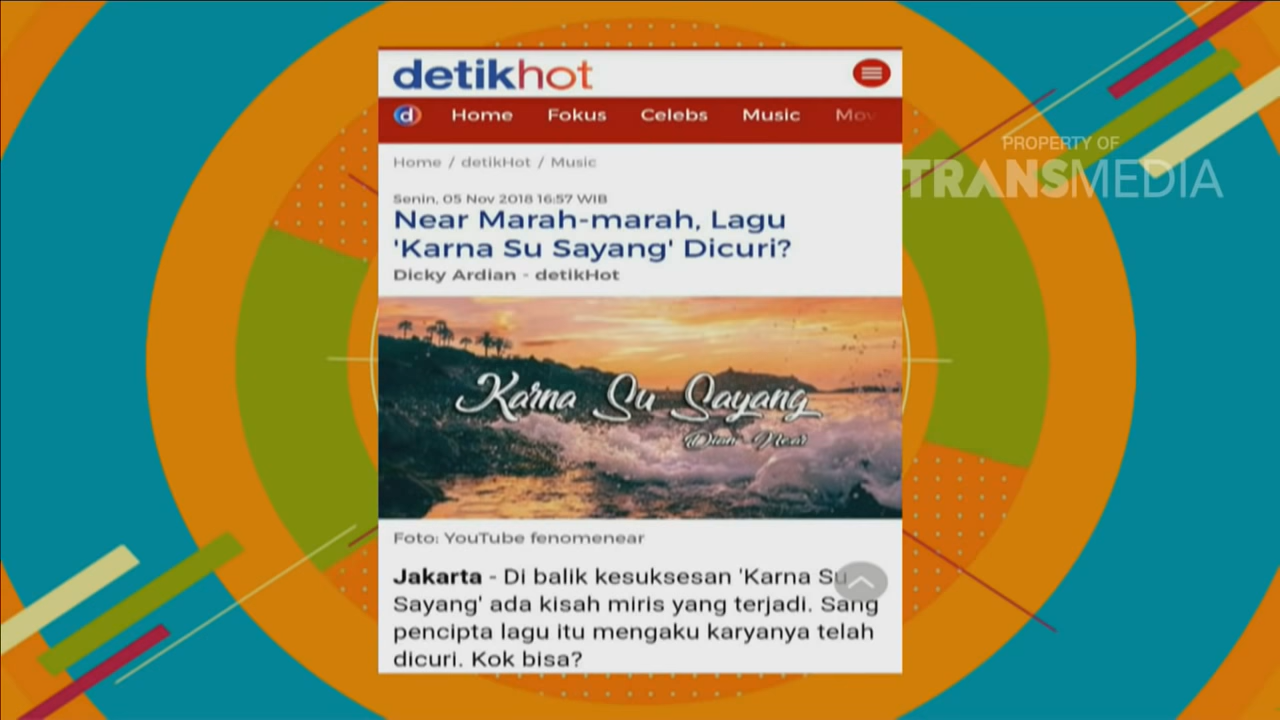 detikhot
d Home Fokus Celebs Music Mov
PROPERTY OF
TRANSMEDIA
Home / detikHot / Music
Senin, 05 Nov 2018 16:57 WIB
Near Marah-marah, Lagu
'Karna Su Sayang' Dicuri?
Dicky Ardian - detikHot
Karna Su Sayang
Dian Near
Foto: YouTube fenomenear
Jakarta - Di balik kesuksesan 'Karna Su
Sayang' ada kisah miris yang terjadi. Sang
pencipta lagu itu mengaku karyanya telah
dicuri. Kok bisa?